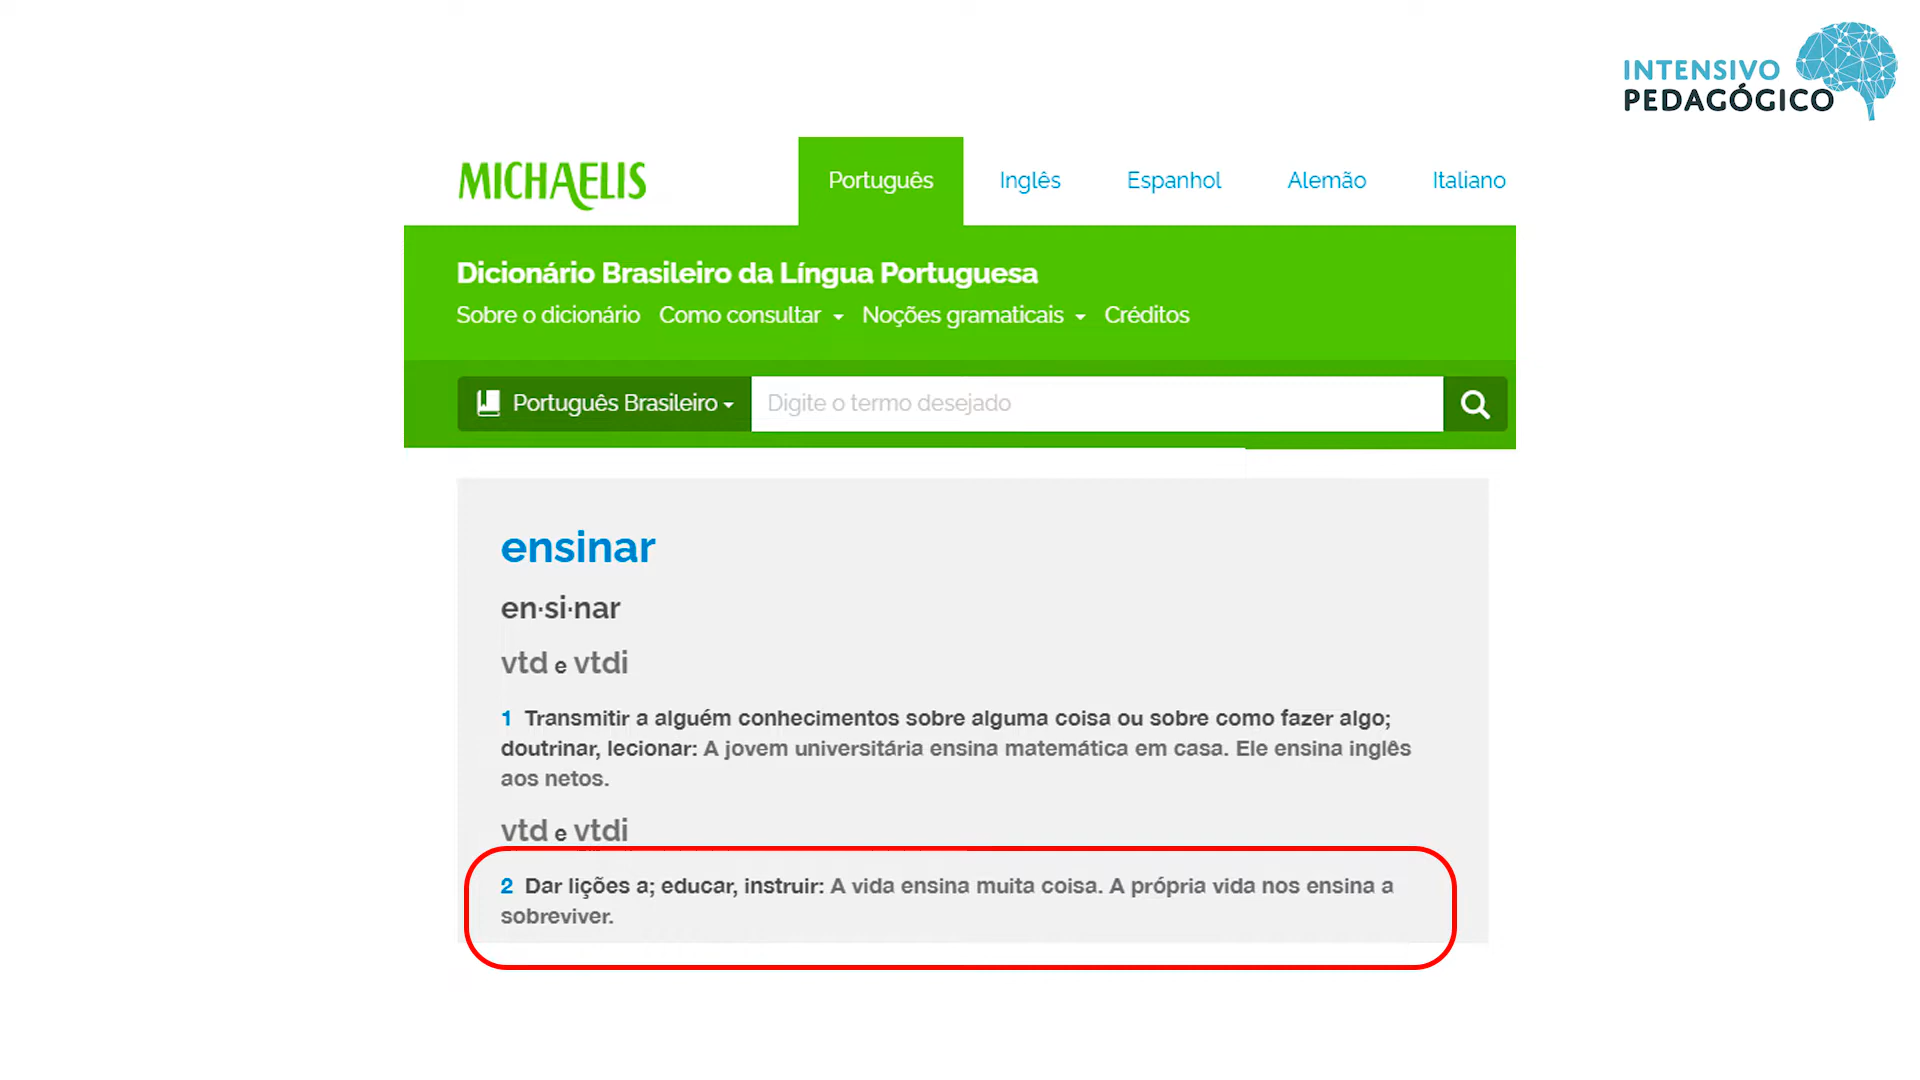 INTENSIVO
PEDAGÓGICO
MICHAELIS
Português Inglês Espanhol Alemão Italiano
Dicionário Brasileiro da Língua Portuguesa
Sobre o dicionário Como consultar Noções gramaticais Créditos
Português Brasileiro Digite o termo desejado
ensinar
en·si·nar
vtd e vtdi
1 Transmitir a alguém conhecimentos sobre alguma coisa ou sobre como fazer algo;
doutrinar, lecionar: A jovem universitária ensina matemática em casa. Ele ensina inglês
aos netos.
vtd e vtdi
2 Dar lições a; educar, instruir: A vida ensina muita coisa. A própria vida nos ensina a
sobreviver.